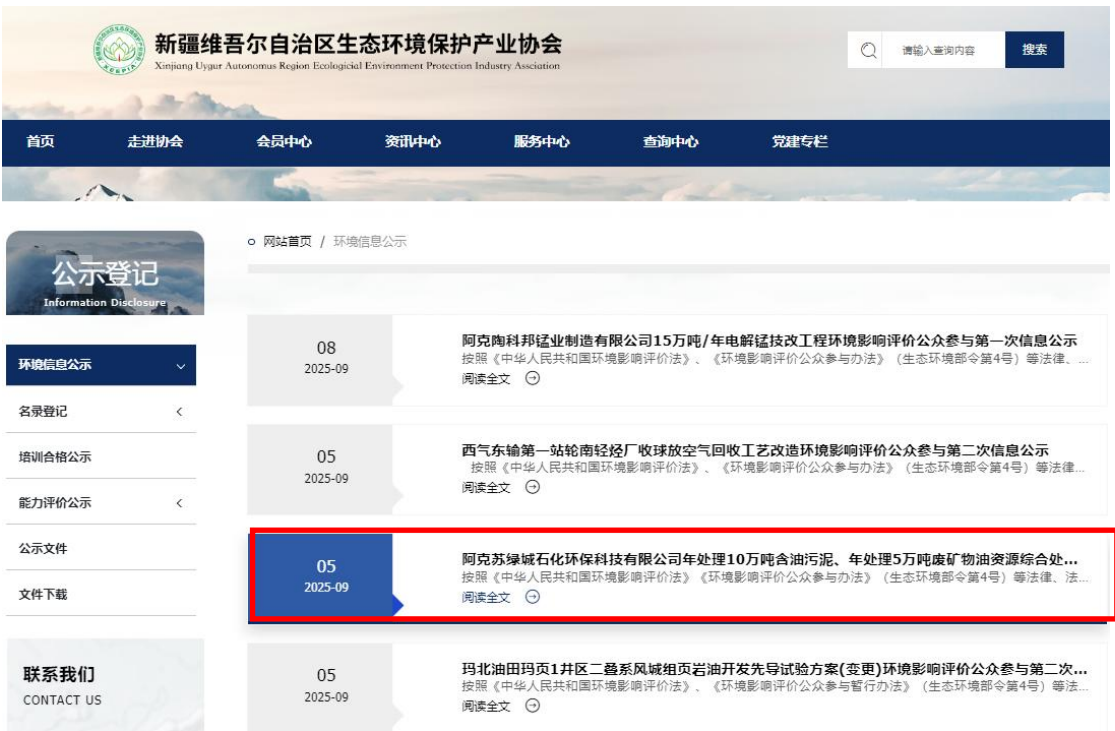 新疆维吾尔自治区生态环境保护产业协会
Xinjiang Uygur Autonomus Region Ecologicial Environment Protection Industry Assciation
请输入查询内容
搜索
首页 走进协会 会员中心 资讯中心 服务中心 查询中心 党建专栏
网站首页 / 环境信息公示
公示登记
Information Disclosure
环境信息公示
名录登记
培训合格公示
能力评价公示
公示文件
文件下载
联系我们
CONTACT US
08
2025-09
阿克陶科邦锰业制造有限公司15万吨/年电解锰技改工程环境影响评价公众参与第一次信息公示
按照《中华人民共和国环境影响评价法》、《环境影响评价公众参与办法》（生态环境部令第4号）等法律、...
阅读全文
05
2025-09
西气东输第一站轮南轻烃厂收球放空气回收工艺改造环境影响评价公众参与第二次信息公示
按照《中华人民共和国环境影响评价法》、《环境影响评价公众参与办法》（生态环境部令第4号）等法律...
阅读全文
05
2025-09
阿克苏绿城石化环保科技有限公司年处理10万吨含油污泥、年处理5万吨废矿物油资源综合处...
按照《中华人民共和国环境影响评价法》《环境影响评价公众参与办法》（生态环境部令第4号）等法律、法...
阅读全文
05
2025-09
玛北油田玛页1井区二叠系风城组页岩油开发先导试验方案(变更)环境影响评价公众参与第二次...
按照《中华人民共和国环境影响评价法》、《环境影响评价公众参与暂行办法》（生态环境部令第4号）等法...
阅读全文